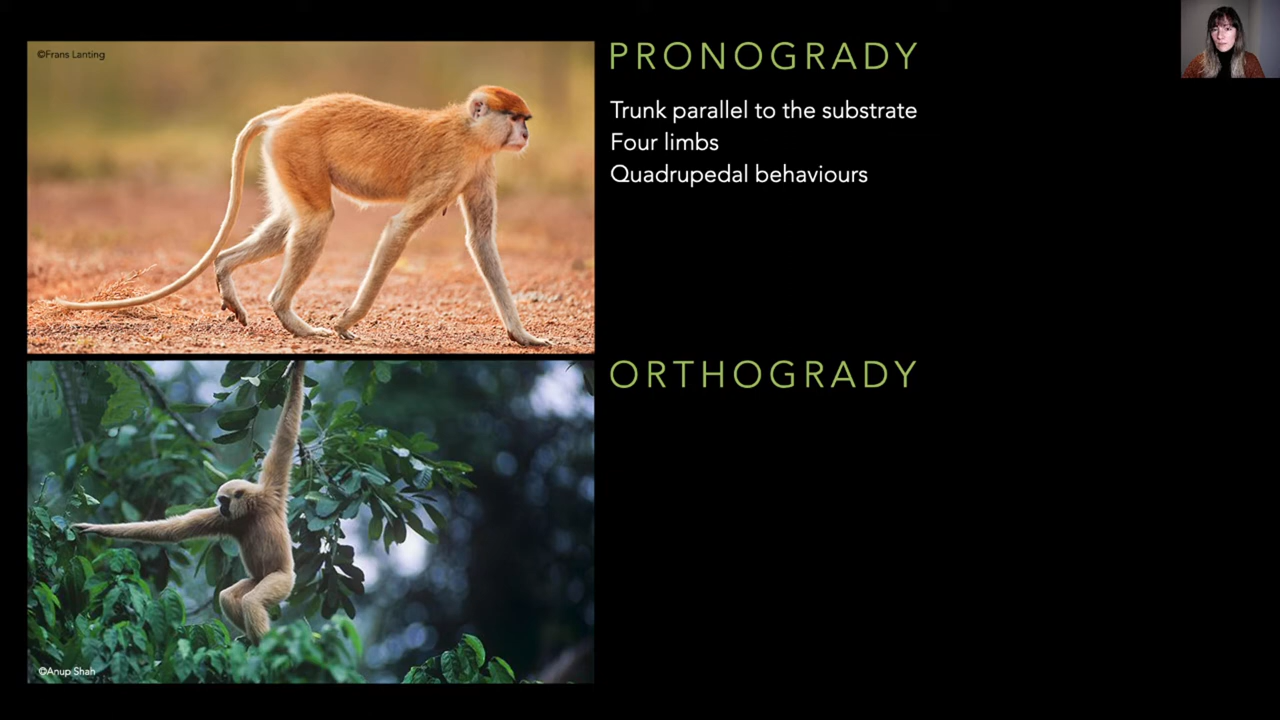 ©Frans Lanting
PRONOGRADY
Trunk parallel to the substrate
Four limbs
Quadrupedal behaviours
ORTHOGRADY
©Anup Shah